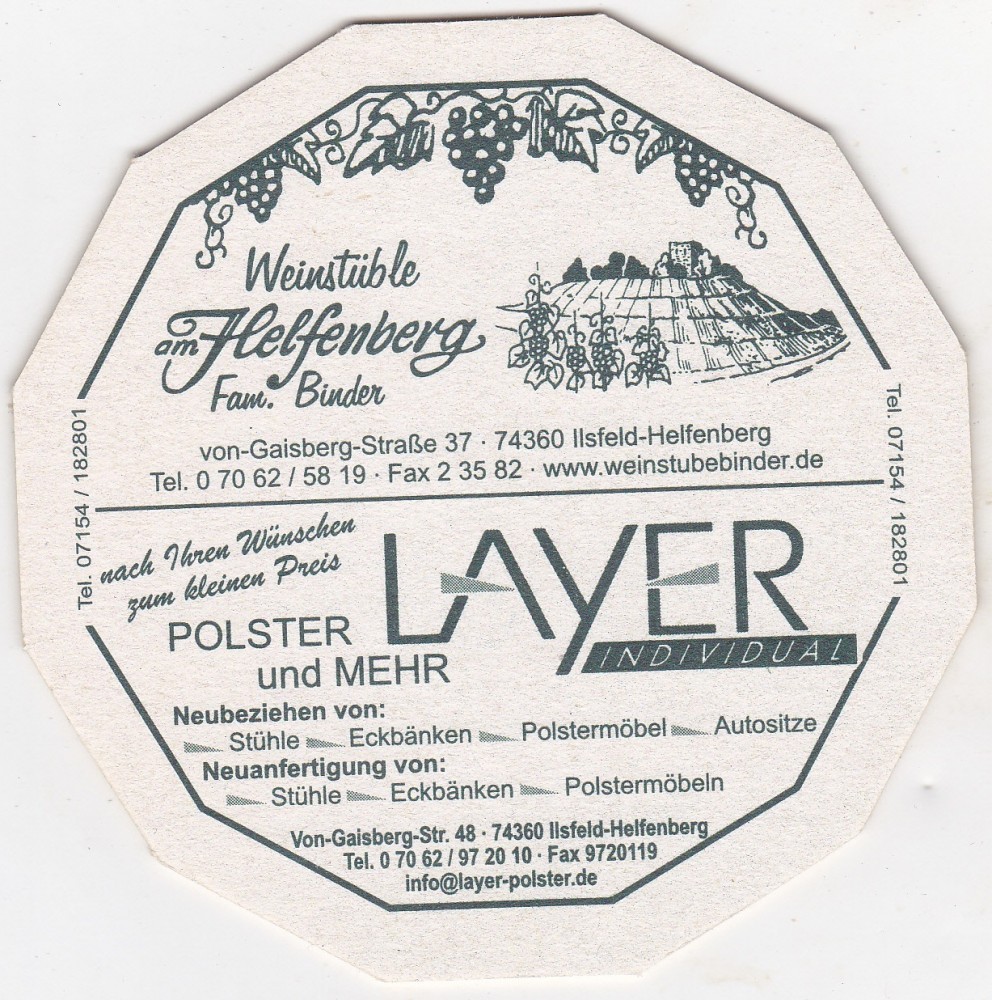 Weinstüble
am Helfenberg
Fam. Binder
von-Gaisberg-Straße 37 · 74360 Ilsfeld-Helfenberg
Tel. 0 70 62 / 58 19 · Fax 2 35 82 · www.weinstubebinder.de
Tel. 07154 / 182801
Tel. 07154 / 182801
nach Ihren Wünschen
zum kleinen Preis
LAYER
INDIVIDUAL
POLSTER
und MEHR
Neubeziehen von:
Stühle Eckbänken Polstermöbel Autositze
Neuanfertigung von:
Stühle Eckbänken Polstermöbeln
Von-Gaisberg-Str. 48 · 74360 Ilsfeld-Helfenberg
Tel. 0 70 62 / 97 20 10 · Fax 9720119
info@layer-polster.de